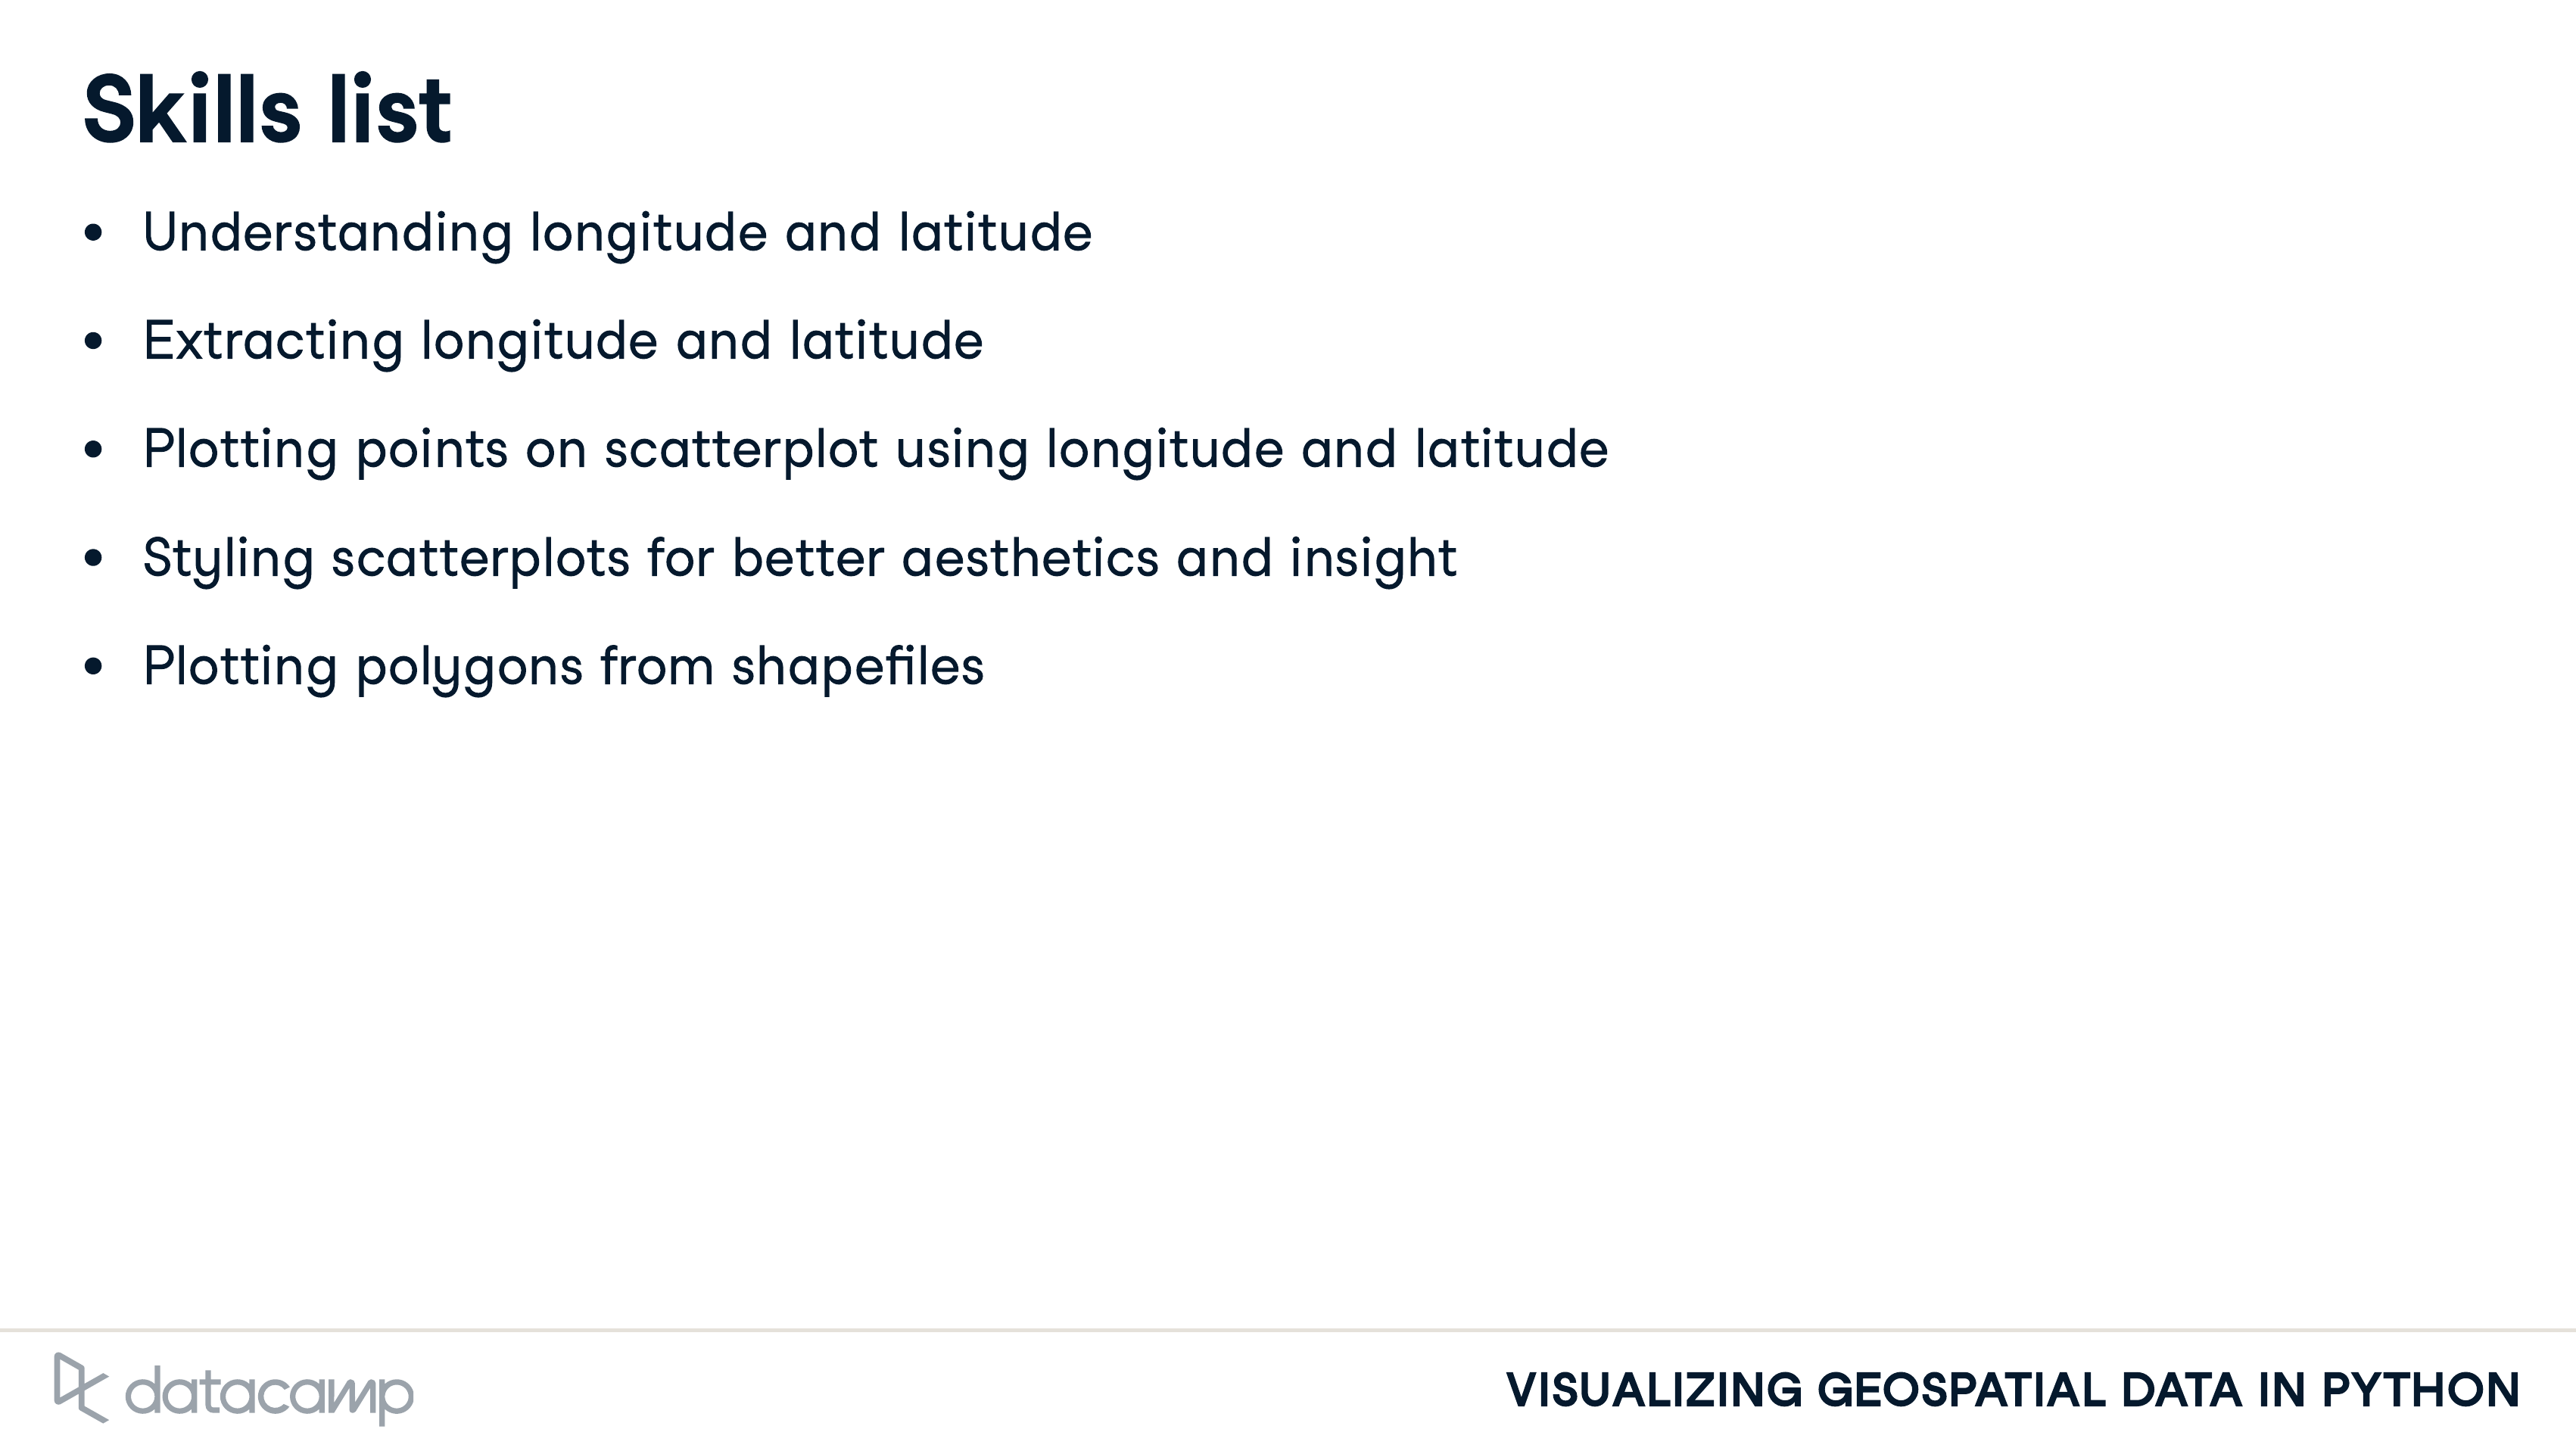 Skills list
• Understanding longitude and latitude
• Extracting longitude and latitude
• Plotting points on scatterplot using longitude and latitude
• Styling scatterplots for better aesthetics and insight
• Plotting polygons from shapefiles
datacamp
VISUALIZING GEOSPATIAL DATA IN PYTHON